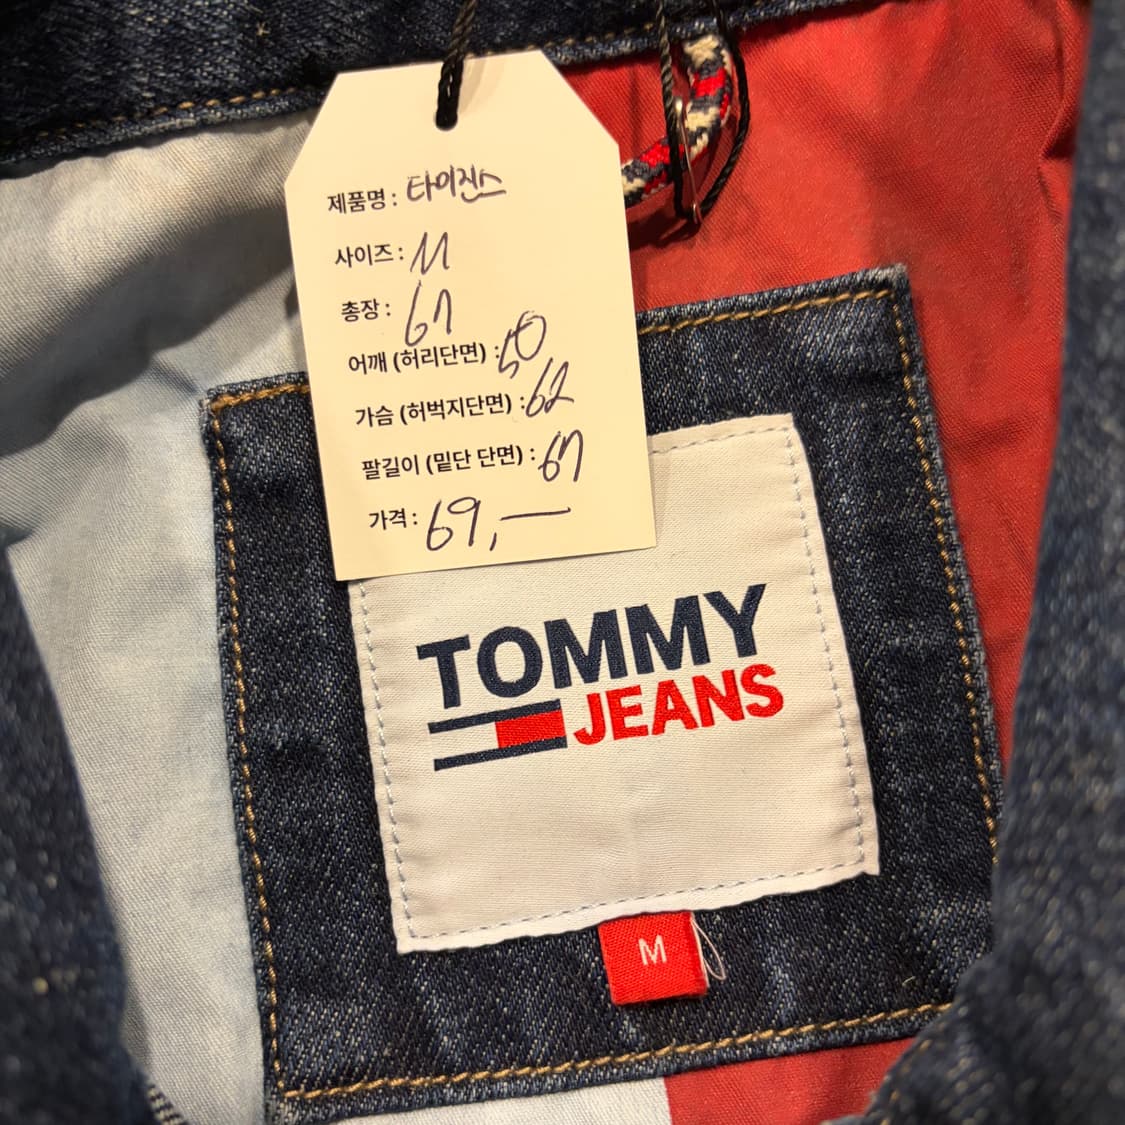 제품명 : 타이진스
사이즈 : M
총장 : 67
어깨 (허리단면) : 50
가슴 (허벅지단면) : 62
팔길이 (밑단 단면) : 67
가격 : 69,—
TOMMY
JEANS
M